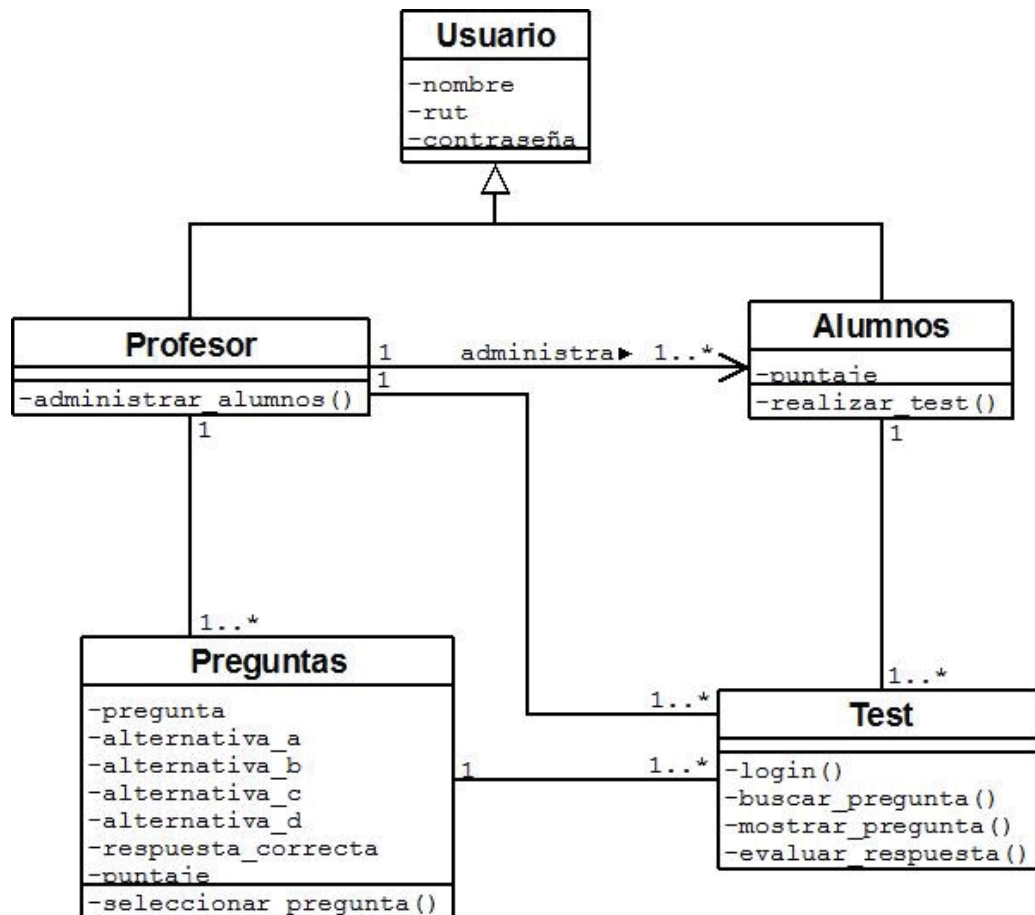 Usuario
-nombre
-rut
-contraseña
Profesor
-administrar_alumnos()
1 administra▶ 1..*
1
Alumnos
-puntaje
-realizar_test()
1
1
1..*
Preguntas
-pregunta
-alternativa_a
-alternativa_b
-alternativa_c
-alternativa_d
-respuesta_correcta
-puntaje
-seleccionar_pregunta()
1..*
1..*
1 1..*
Test
-login()
-buscar_pregunta()
-mostrar_pregunta()
-evaluar_respuesta()